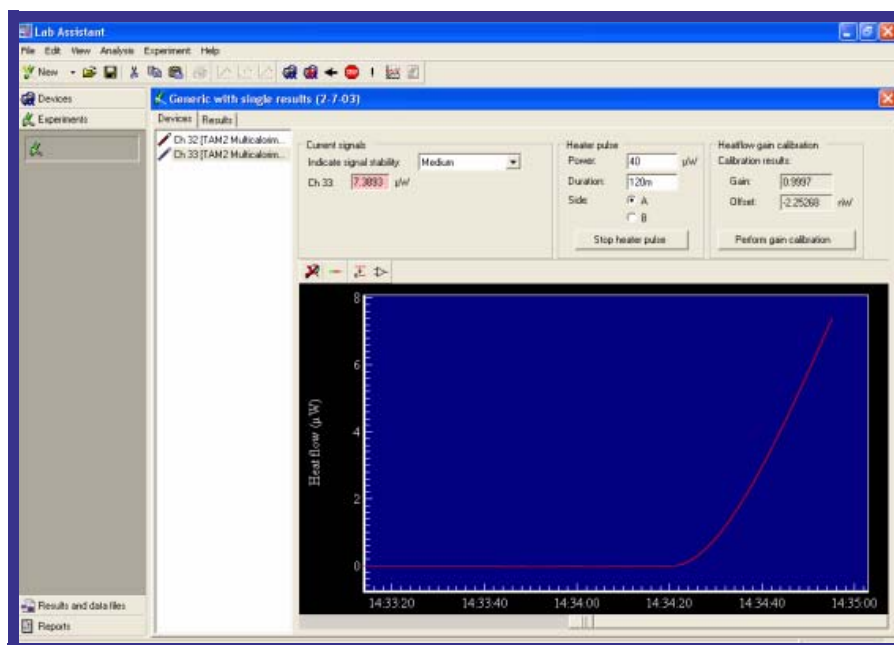 Lab Assistant
File Edit View Analysis Experiment Help
New
Devices
Experiments
Results and data files
Reports
Generic with single results (2-7-03)
Devices Results
Ch 32 [TAM2 Multicalorim...
Ch 33 [TAM2 Multicalorim...
Current signals
Indicate signal stability: Medium
Ch 33: 7.3893 µW
Heater pulse
Power: 40 µW
Duration: 120m
Side: A
B
Stop heater pulse
Heatflow gain calibration
Calibration results:
Gain: 0.9997
Offset: -2.25268 nW
Perform gain calibration
Heat flow (µW)
8
6
4
2
0
14:33:20 14:33:40 14:34:00 14:34:20 14:34:40 14:35:00